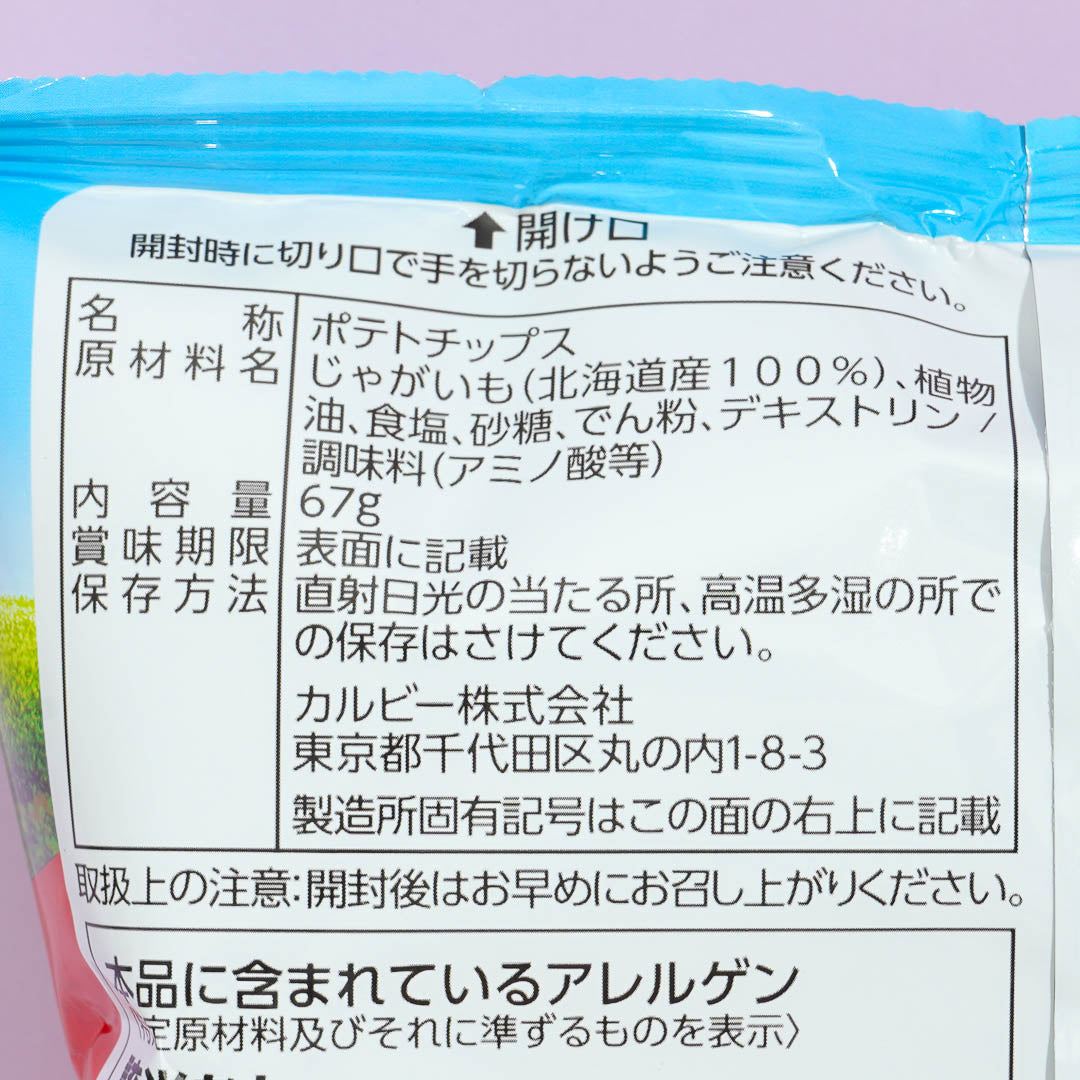 開け口
開封時に切り口で手を切らないようご注意ください。
名称 ポテトチップス
原材料名 じゃがいも(北海道産100%)、植物
油、食塩、砂糖、でん粉、デキストリン/
調味料(アミノ酸等)
内容量 67g
賞味期限 表面に記載
保存方法 直射日光の当たる所、高温多湿の所で
の保存はさけてください。
カルビー株式会社
東京都千代田区丸の内1-8-3
製造所固有記号はこの面の右上に記載
取扱上の注意:開封後はお早めにお召し上がりください。
本品に含まれているアレルゲン
定原材料及びそれに準ずるものを表示〉